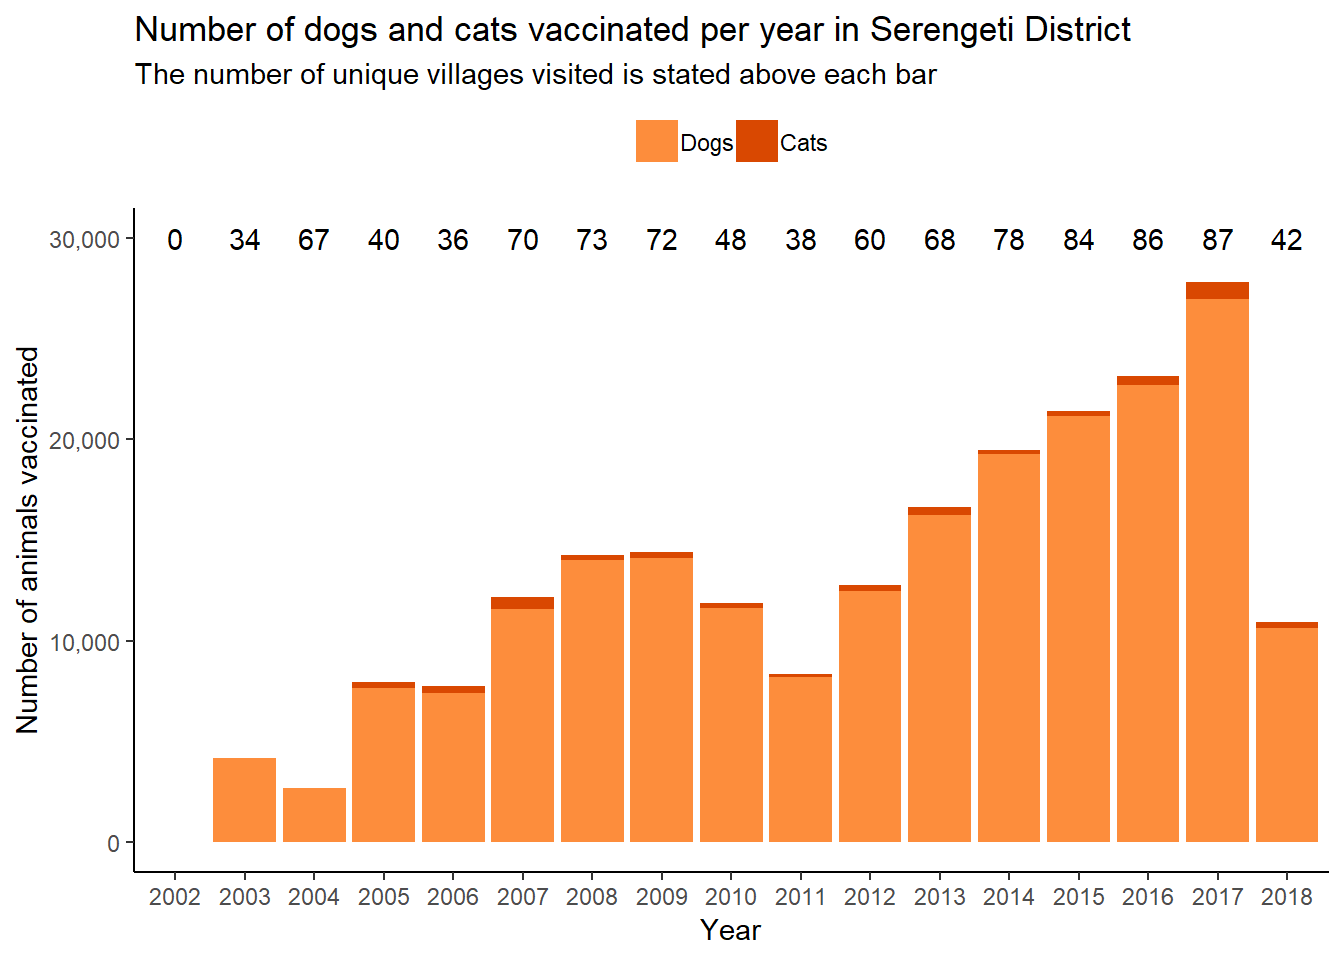 Number of dogs and cats vaccinated per year in Serengeti District
The number of unique villages visited is stated above each bar
Dogs Cats
0 34 67 40 36 70 73 72 48 38 60 68 78 84 86 87 42
30,000
20,000
10,000
0
Number of animals vaccinated
2002 2003 2004 2005 2006 2007 2008 2009 2010 2011 2012 2013 2014 2015 2016 2017 2018
Year